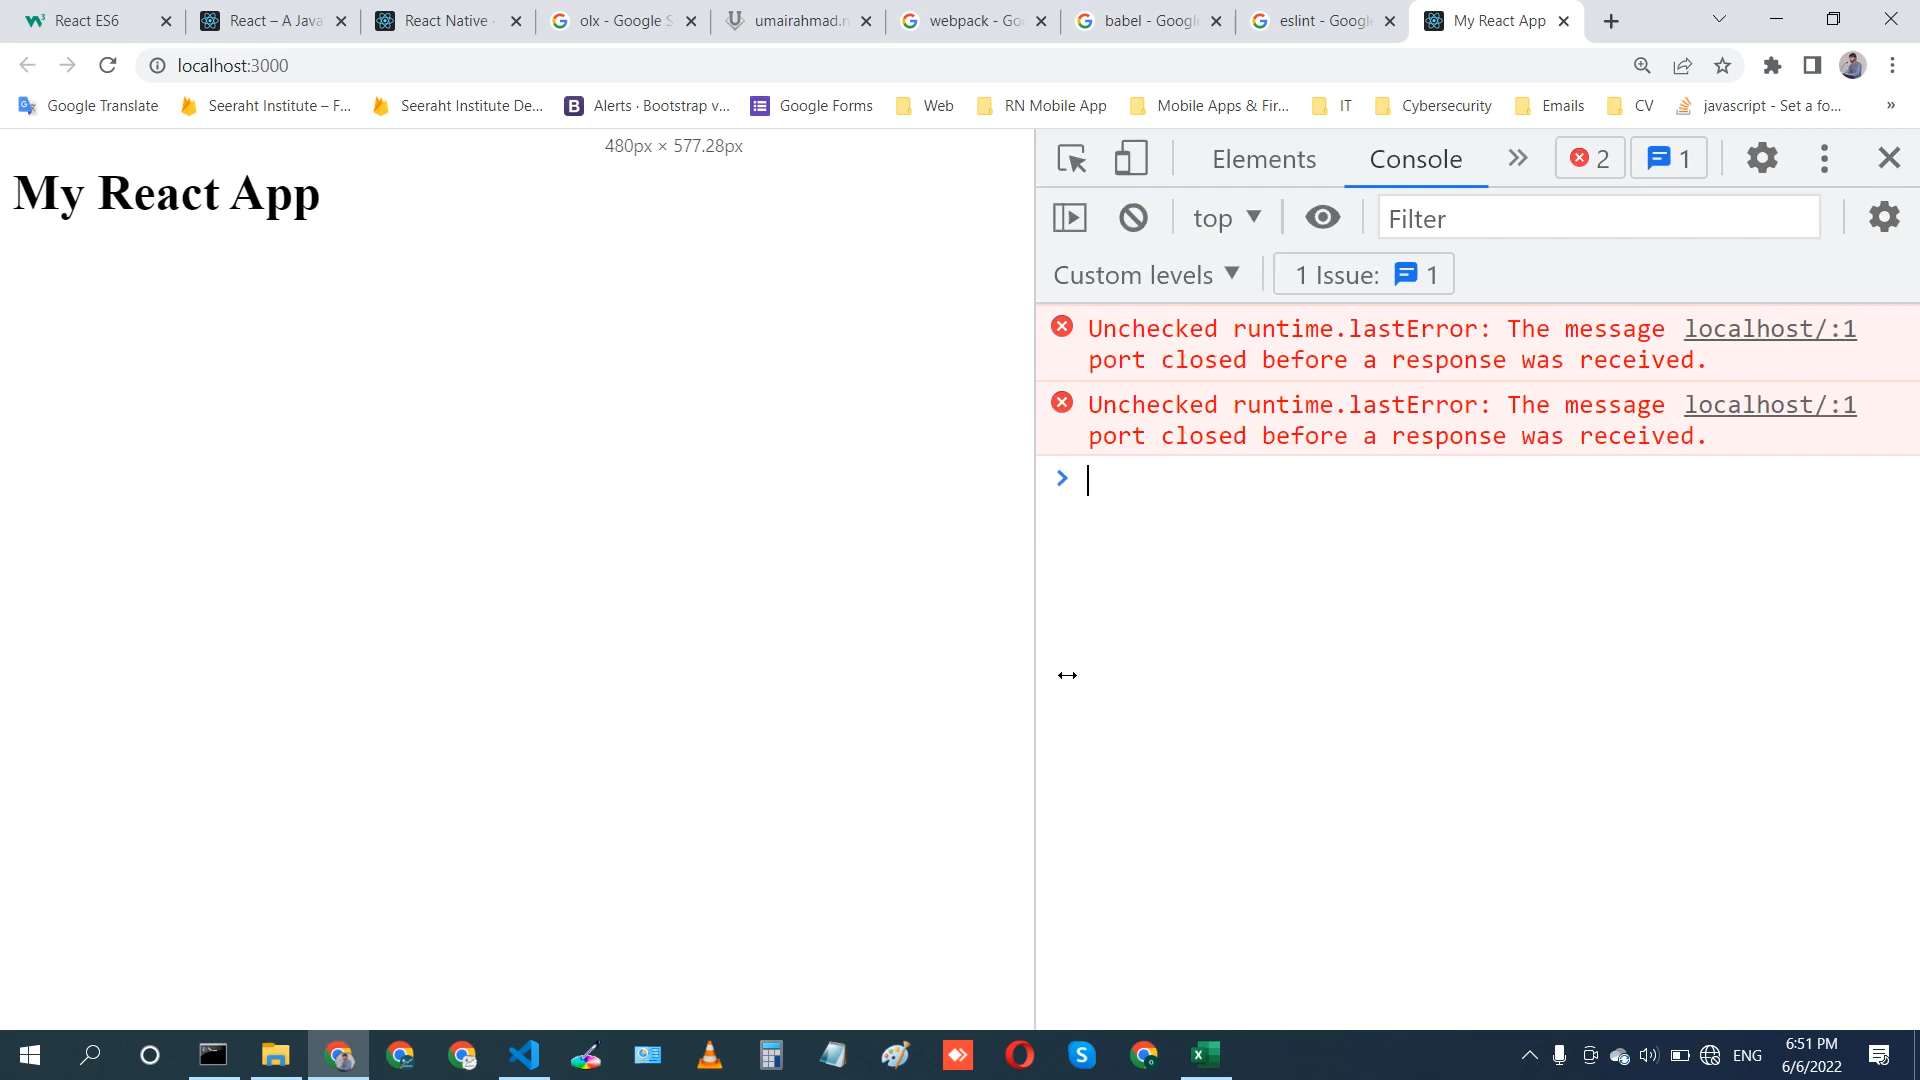 React ES6
React – A Java
React Native -
olx - Google S
umairahmad.n
webpack - Goo
babel - Google
eslint - Google
My React App
localhost:3000
Google Translate
Seeraht Institute – F...
Seeraht Institute De...
Alerts · Bootstrap v...
Google Forms
Web
RN Mobile App
Mobile Apps & Fir...
IT
Cybersecurity
Emails
CV
javascript - Set a fo...
»
480px × 577.28px
My React App
Elements
Console
2
1
top
Filter
Custom levels
1 Issue: 1
Unchecked runtime.lastError: The message localhost/:1
port closed before a response was received.
Unchecked runtime.lastError: The message localhost/:1
port closed before a response was received.
ENG
6:51 PM
6/6/2022